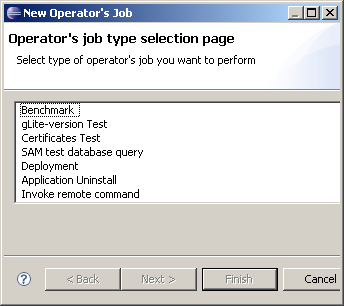 New Operator's Job
Operator's job type selection page
Select type of operator's job you want to perform
Benchmark
gLite-version Test
Certificates Test
SAM test database query
Deployment
Application Uninstall
Invoke remote command
?
< Back
Next >
Finish
Cancel